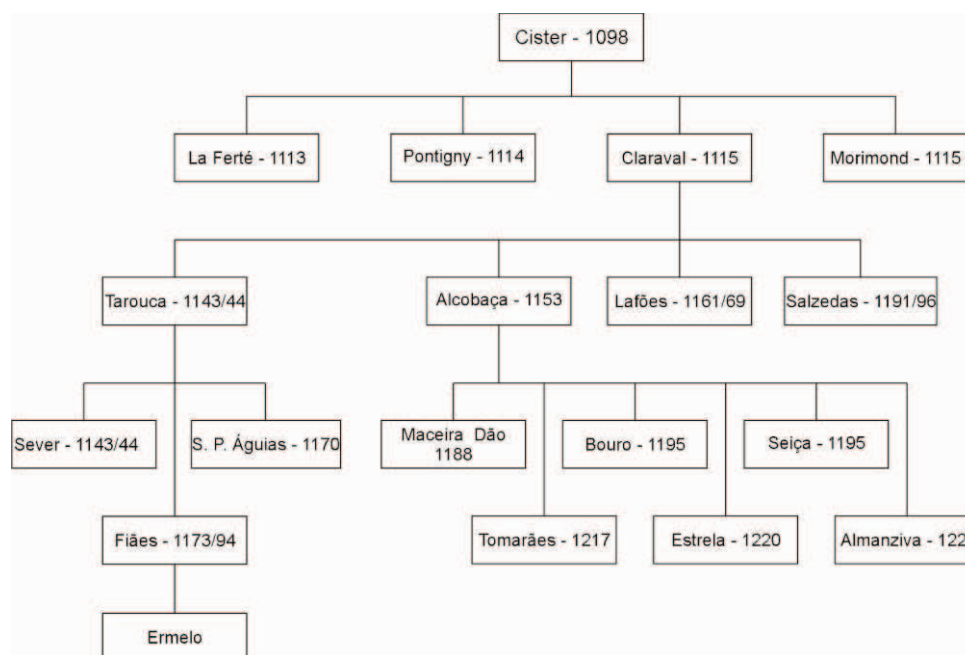 Cister - 1098
La Ferté - 1113
Pontigny - 1114
Claraval - 1115
Morimond - 1115
Tarouca - 1143/44
Alcobaça - 1153
Lafões - 1161/69
Salzedas - 1191/96
Sever - 1143/44
S. P. Águias - 1170
Maceira Dão
1188
Bouro - 1195
Seiça - 1195
Fiães - 1173/94
Tomarães - 1217
Estrela - 1220
Almanziva - 122
Ermelo